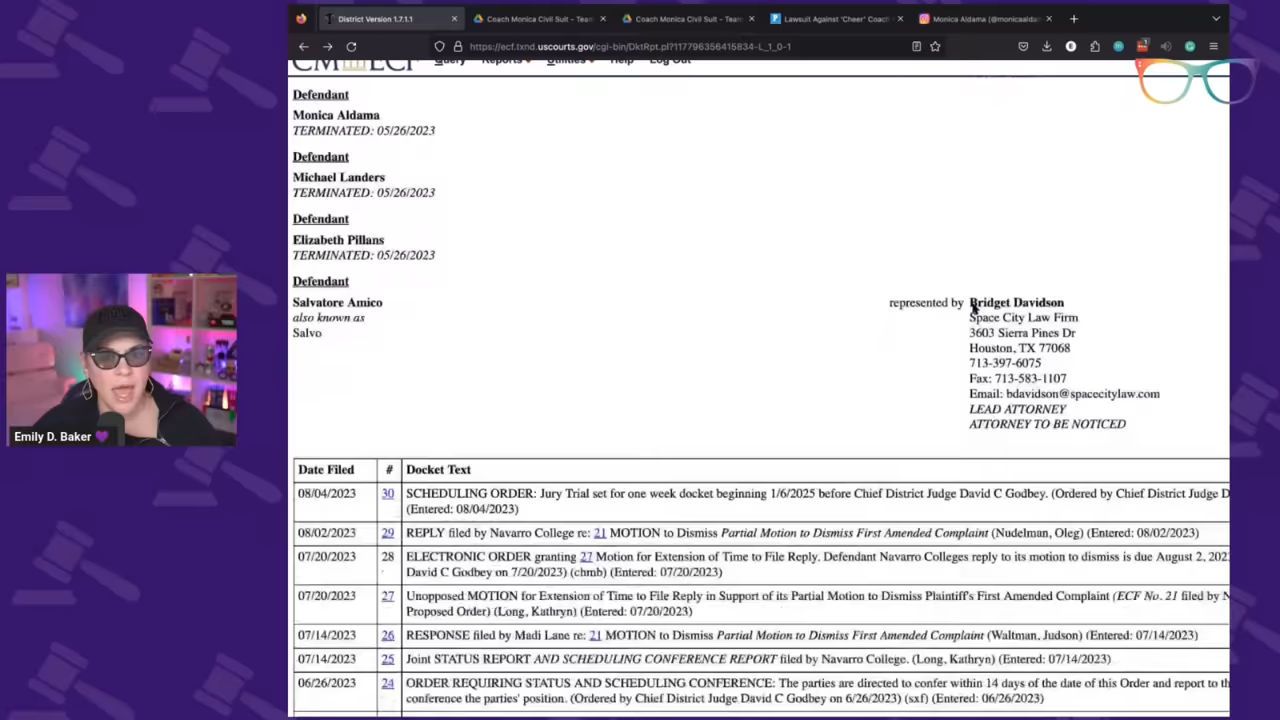 District Version 1.7.1.1
Coach Monica Civil Suit – Team
Coach Monica Civil Suit – Team
Lawsuit Against 'Cheer' Coach
Monica Aldama (@monicaalda
https://ecf.txnd.uscourts.gov/cgi-bin/DktRpt.pl?117796356415834-L_1_0-1
CM ECF Query Reports Utilities Help Log Out
Defendant
Monica Aldama
TERMINATED: 05/26/2023
Defendant
Michael Landers
TERMINATED: 05/26/2023
Defendant
Elizabeth Pillans
TERMINATED: 05/26/2023
Defendant
Salvatore Amico represented by Bridget Davidson
also known as Space City Law Firm
Salvo 3603 Sierra Pines Dr
Houston, TX 77068
713-397-6075
Fax: 713-583-1107
Email: bdavidson@spacecitylaw.com
LEAD ATTORNEY
ATTORNEY TO BE NOTICED
Emily D. Baker 💜
Date Filed # Docket Text
08/04/2023 30 SCHEDULING ORDER: Jury Trial set for one week docket beginning 1/6/2025 before Chief District Judge David C Godbey. (Ordered by Chief District Judge D
(Entered: 08/04/2023)
08/02/2023 29 REPLY filed by Navarro College re: 21 MOTION to Dismiss Partial Motion to Dismiss First Amended Complaint (Nudelman, Oleg) (Entered: 08/02/2023)
07/20/2023 28 ELECTRONIC ORDER granting 27 Motion for Extension of Time to File Reply. Defendant Navarro Colleges reply to its motion to dismiss is due August 2, 202
David C Godbey on 7/20/2023) (chmb) (Entered: 07/20/2023)
07/20/2023 27 Unopposed MOTION for Extension of Time to File Reply in Support of its Partial Motion to Dismiss Plaintiff's First Amended Complaint (ECF No. 21 filed by N
Proposed Order) (Long, Kathryn) (Entered: 07/20/2023)
07/14/2023 26 RESPONSE filed by Madi Lane re: 21 MOTION to Dismiss Partial Motion to Dismiss First Amended Complaint (Waltman, Judson) (Entered: 07/14/2023)
07/14/2023 25 Joint STATUS REPORT AND SCHEDULING CONFERENCE REPORT filed by Navarro College. (Long, Kathryn) (Entered: 07/14/2023)
06/26/2023 24 ORDER REQUIRING STATUS AND SCHEDULING CONFERENCE: The parties are directed to confer within 14 days of the date of this Order and report to th
conference the parties' position. (Ordered by Chief District Judge David C Godbey on 6/26/2023) (sxf) (Entered: 06/26/2023)